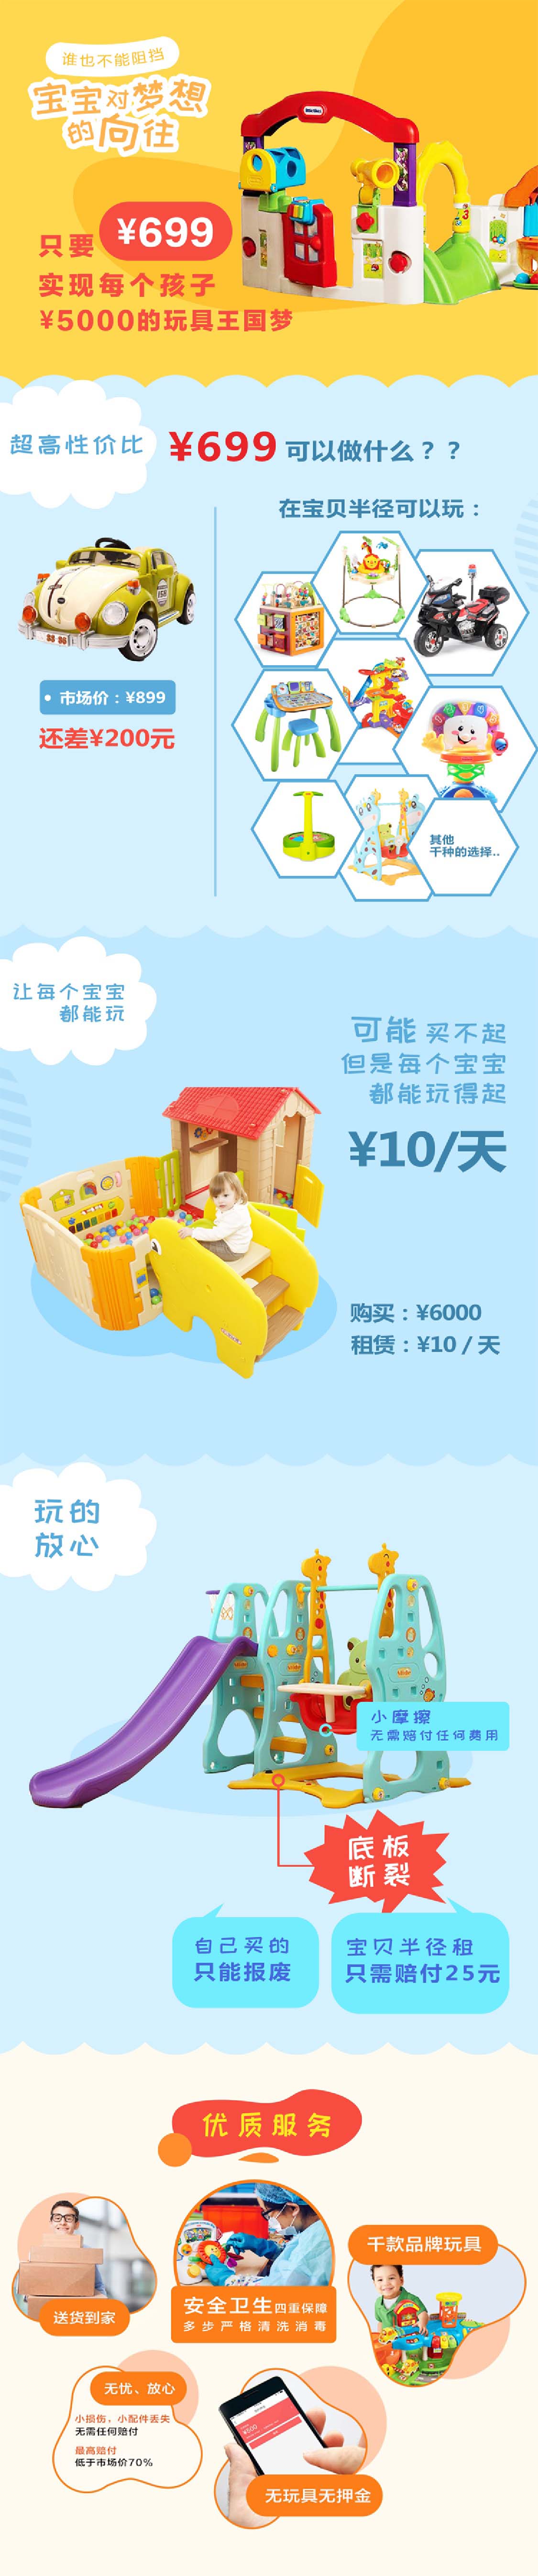 谁也不能阻挡
宝宝对梦想
的向往
只要 ¥699
实现每个孩子
¥5000的玩具王国梦
超高性价比
¥699 可以做什么？？
在宝贝半径可以玩：
市场价：¥899
还差¥200元
其他
千种的选择..
让每个宝宝
都能玩
可能 买不起
但是每个宝宝
都能玩得起
¥10/天
购买：¥6000
租赁：¥10 / 天
玩的
放心
小摩擦
无需赔付任何费用
底板
断裂
自己买的
只能报废
宝贝半径租
只需赔付25元
优质服务
送货到家
安全卫生四重保障
多步严格清洗消毒
千款品牌玩具
无忧、放心
小损伤，小配件丢失
无需任何赔付
最高赔付
低于市场价70%
¥500
无玩具无押金